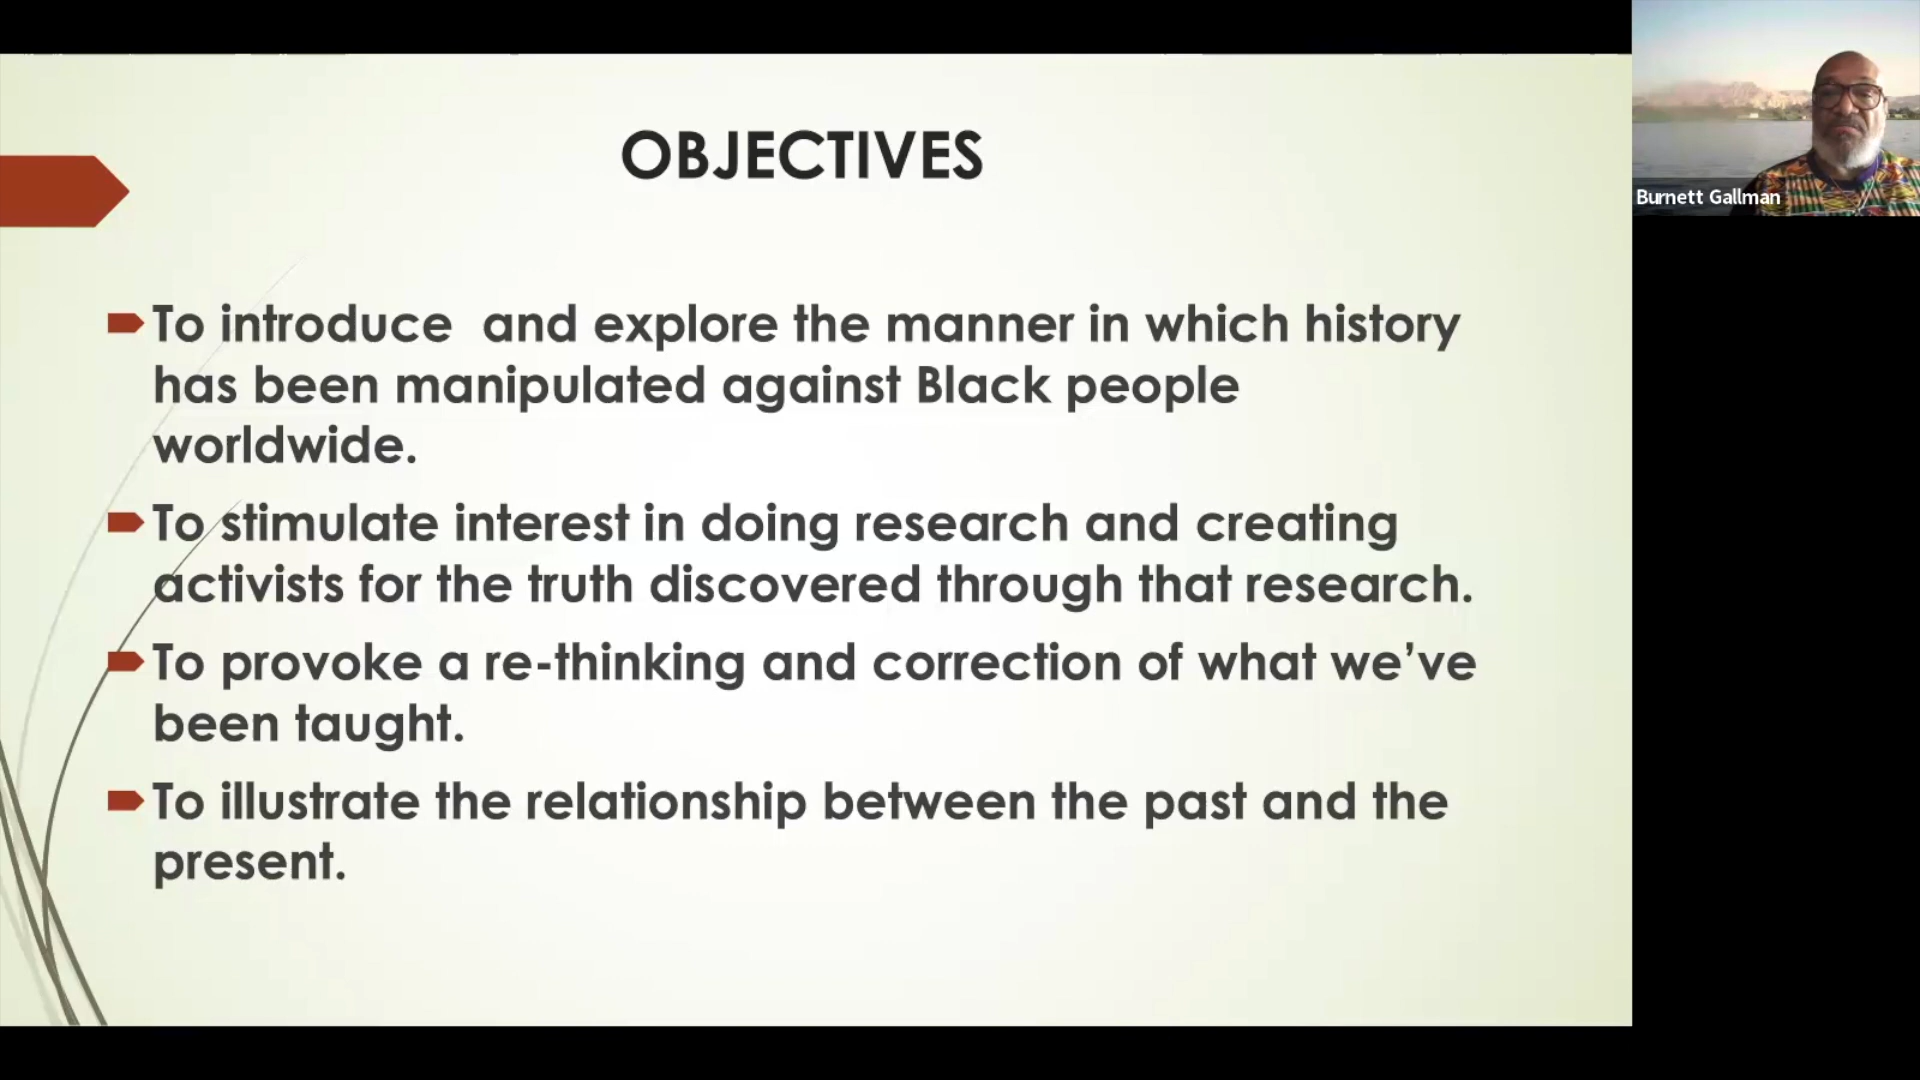 OBJECTIVES
To introduce  and explore the manner in which history
has been manipulated against Black people
worldwide.
To stimulate interest in doing research and creating
activists for the truth discovered through that research.
To provoke a re-thinking and correction of what we’ve
been taught.
To illustrate the relationship between the past and the
present.
Burnett Gallman